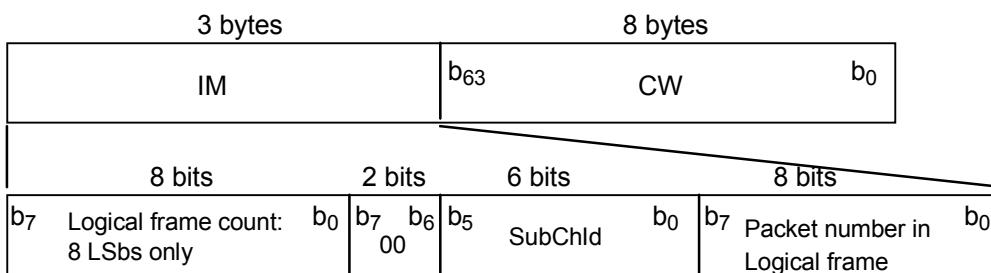 3 bytes 8 bytes
IM b63 CW b0
8 bits 2 bits 6 bits 8 bits
b7 Logical frame count: b0 b7 b6 b5 SubChId b0 b7 Packet number in b0
8 LSbs only 00 Logical frame